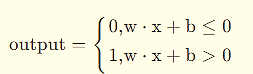 0,w · x + b ≤ 0
output = {
1,w · x + b > 0